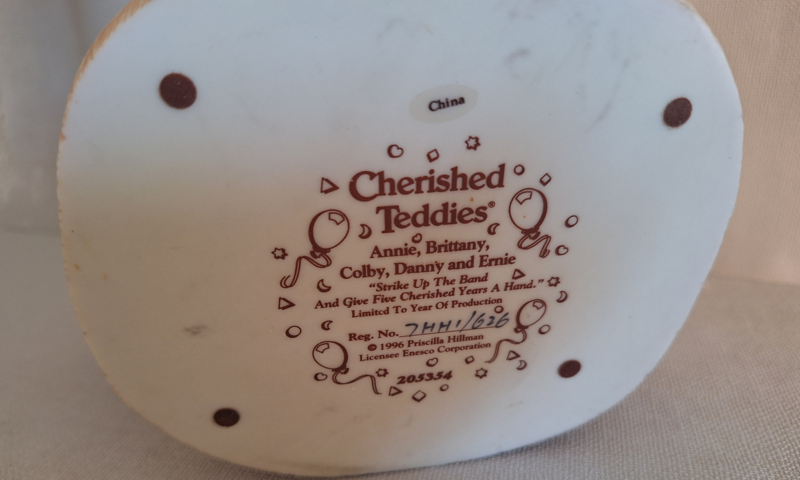 China
Cherished
Teddies®
Annie, Brittany,
Colby, Danny and Ernie
"Strike Up The Band
And Give Five Cherished Years A Hand."
Limited To Year Of Production
Reg. No. 7HH1/626
© 1996 Priscilla Hillman
Licensee Enesco Corporation
205354